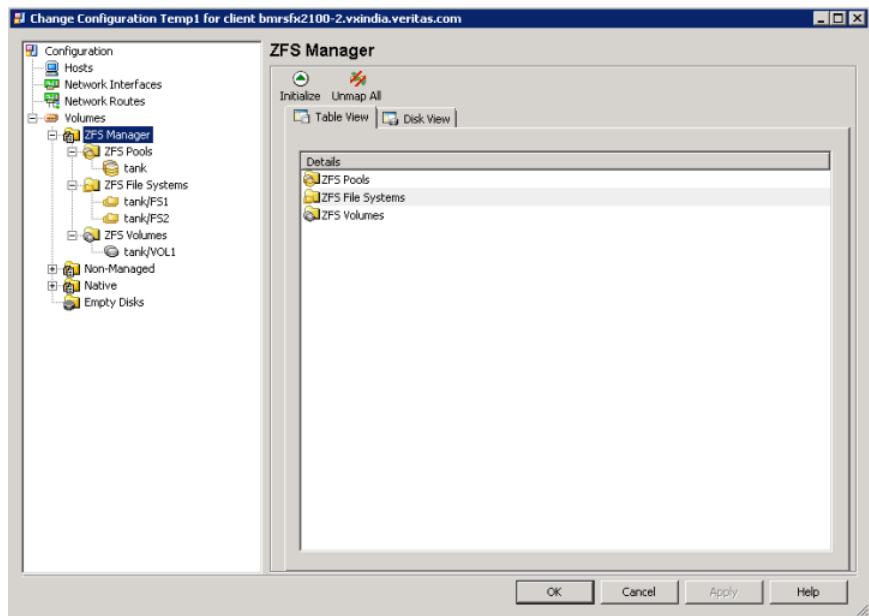 Change Configuration Temp1 for client bmrsfx2100-2.vxindia.veritas.com
Configuration
Hosts
Network Interfaces
Network Routes
Volumes
ZFS Manager
ZFS Pools
tank
ZFS File Systems
tank/FS1
tank/FS2
ZFS Volumes
tank/VOL1
Non-Managed
Native
Empty Disks
ZFS Manager
Initialize Unmap All
Table View Disk View
Details
ZFS Pools
ZFS File Systems
ZFS Volumes
OK Cancel Apply Help